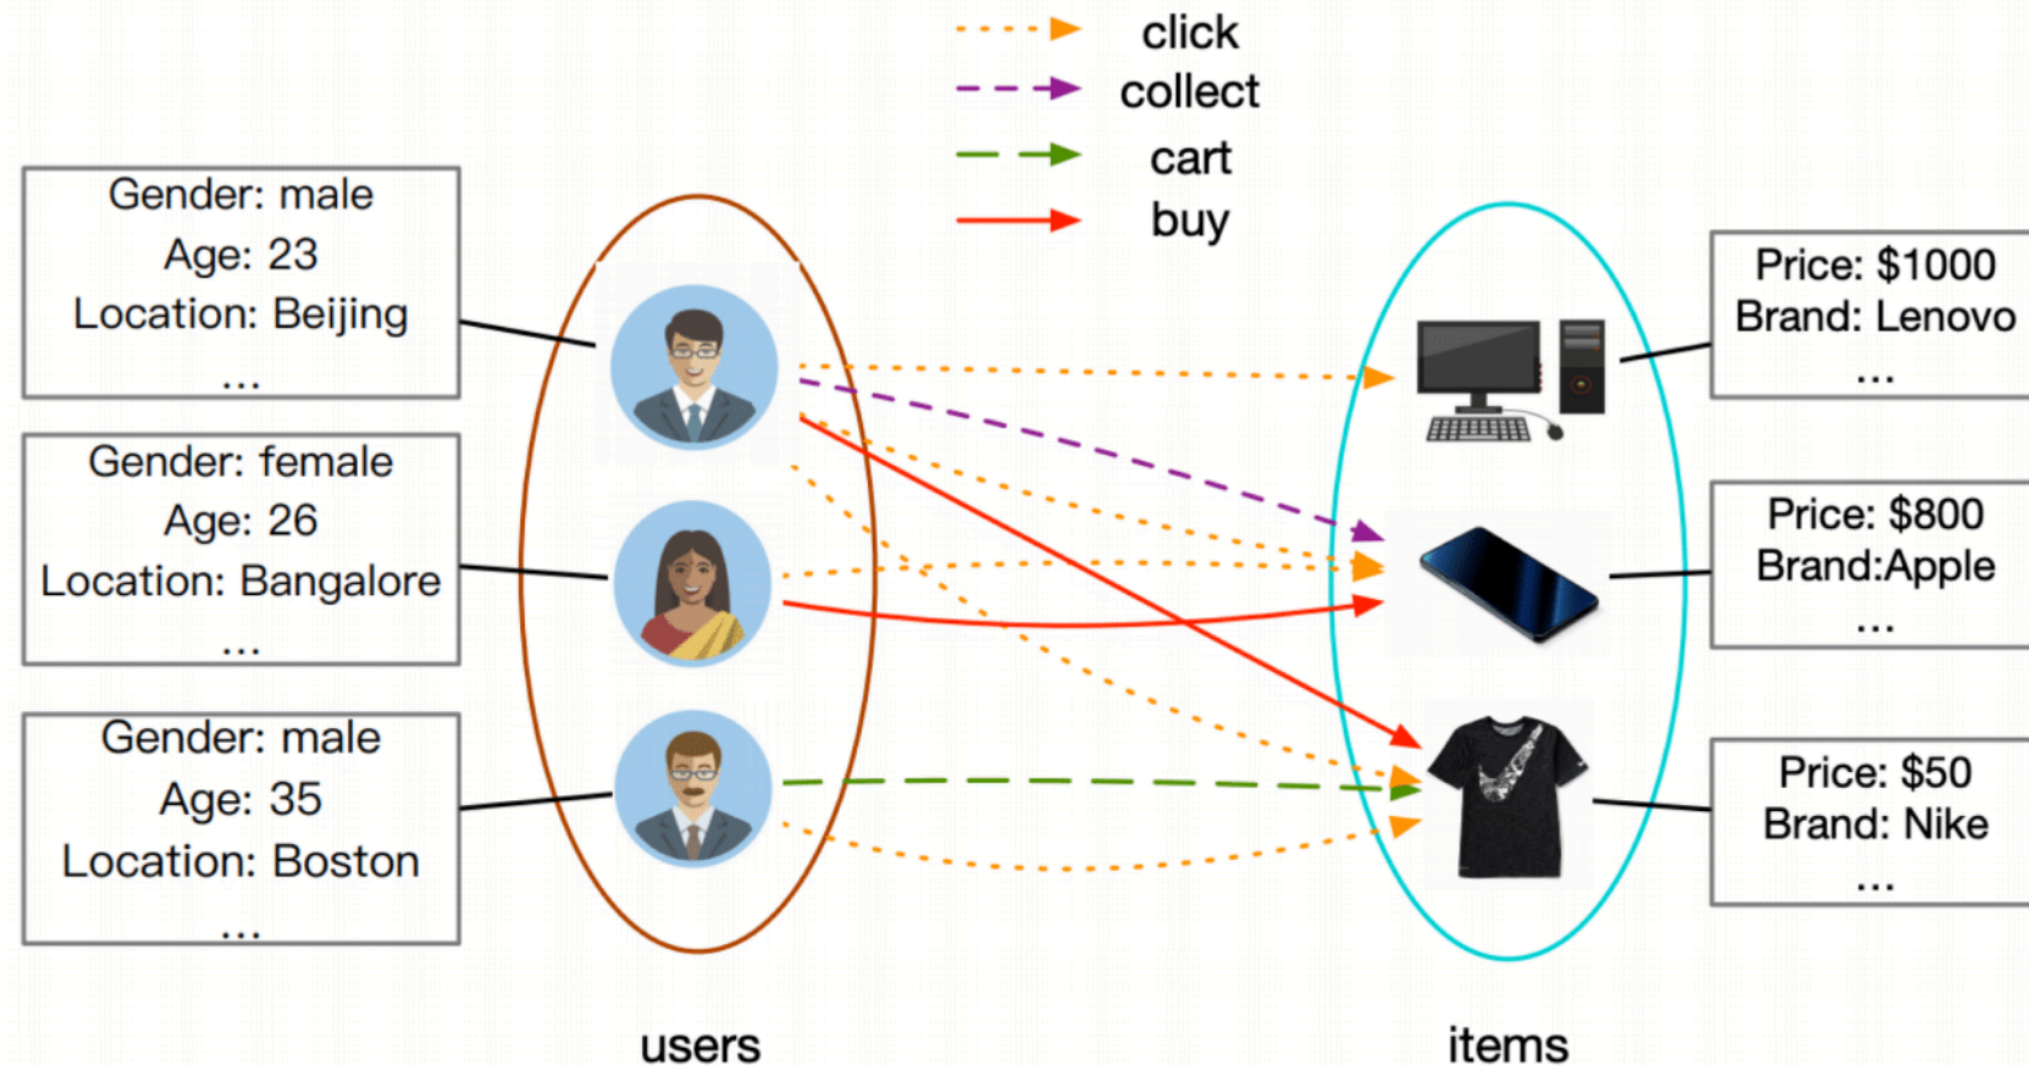 click
collect
cart
buy
Gender: male
Age: 23
Location: Beijing
...
Gender: female
Age: 26
Location: Bangalore
...
Gender: male
Age: 35
Location: Boston
...
Price: $1000
Brand: Lenovo
...
Price: $800
Brand:Apple
...
Price: $50
Brand: Nike
...
users
items